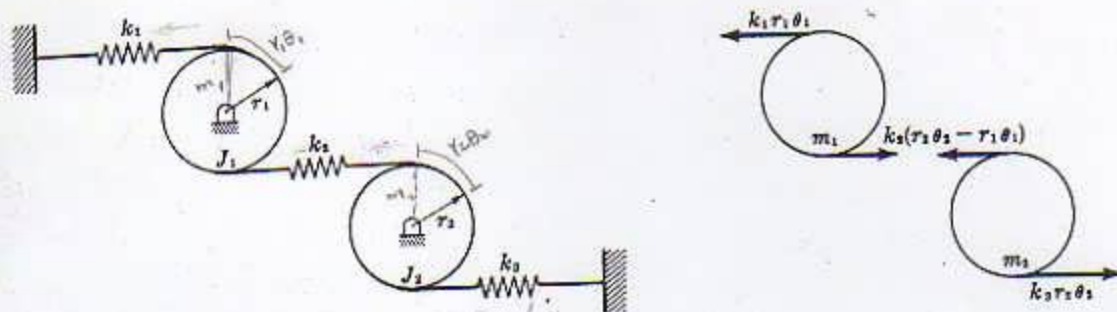 k₁
r₁θ₁
m₁
r₁
J₁
k₂
r₂θ₂
m₂
r₂
J₂
k₃
k₁r₁θ₁
m₁
k₂(r₂θ₂ − r₁θ₁)
m₂
k₃r₂θ₂